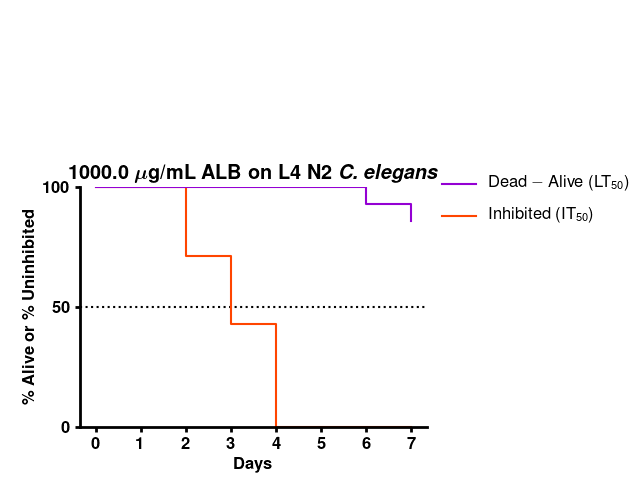 1000.0 μg/mL ALB on L4 N2 C. elegans
Dead − Alive (LT₅₀)
Inhibited (IT₅₀)
% Alive or % Uninhibited
100
50
0
0 1 2 3 4 5 6 7
Days